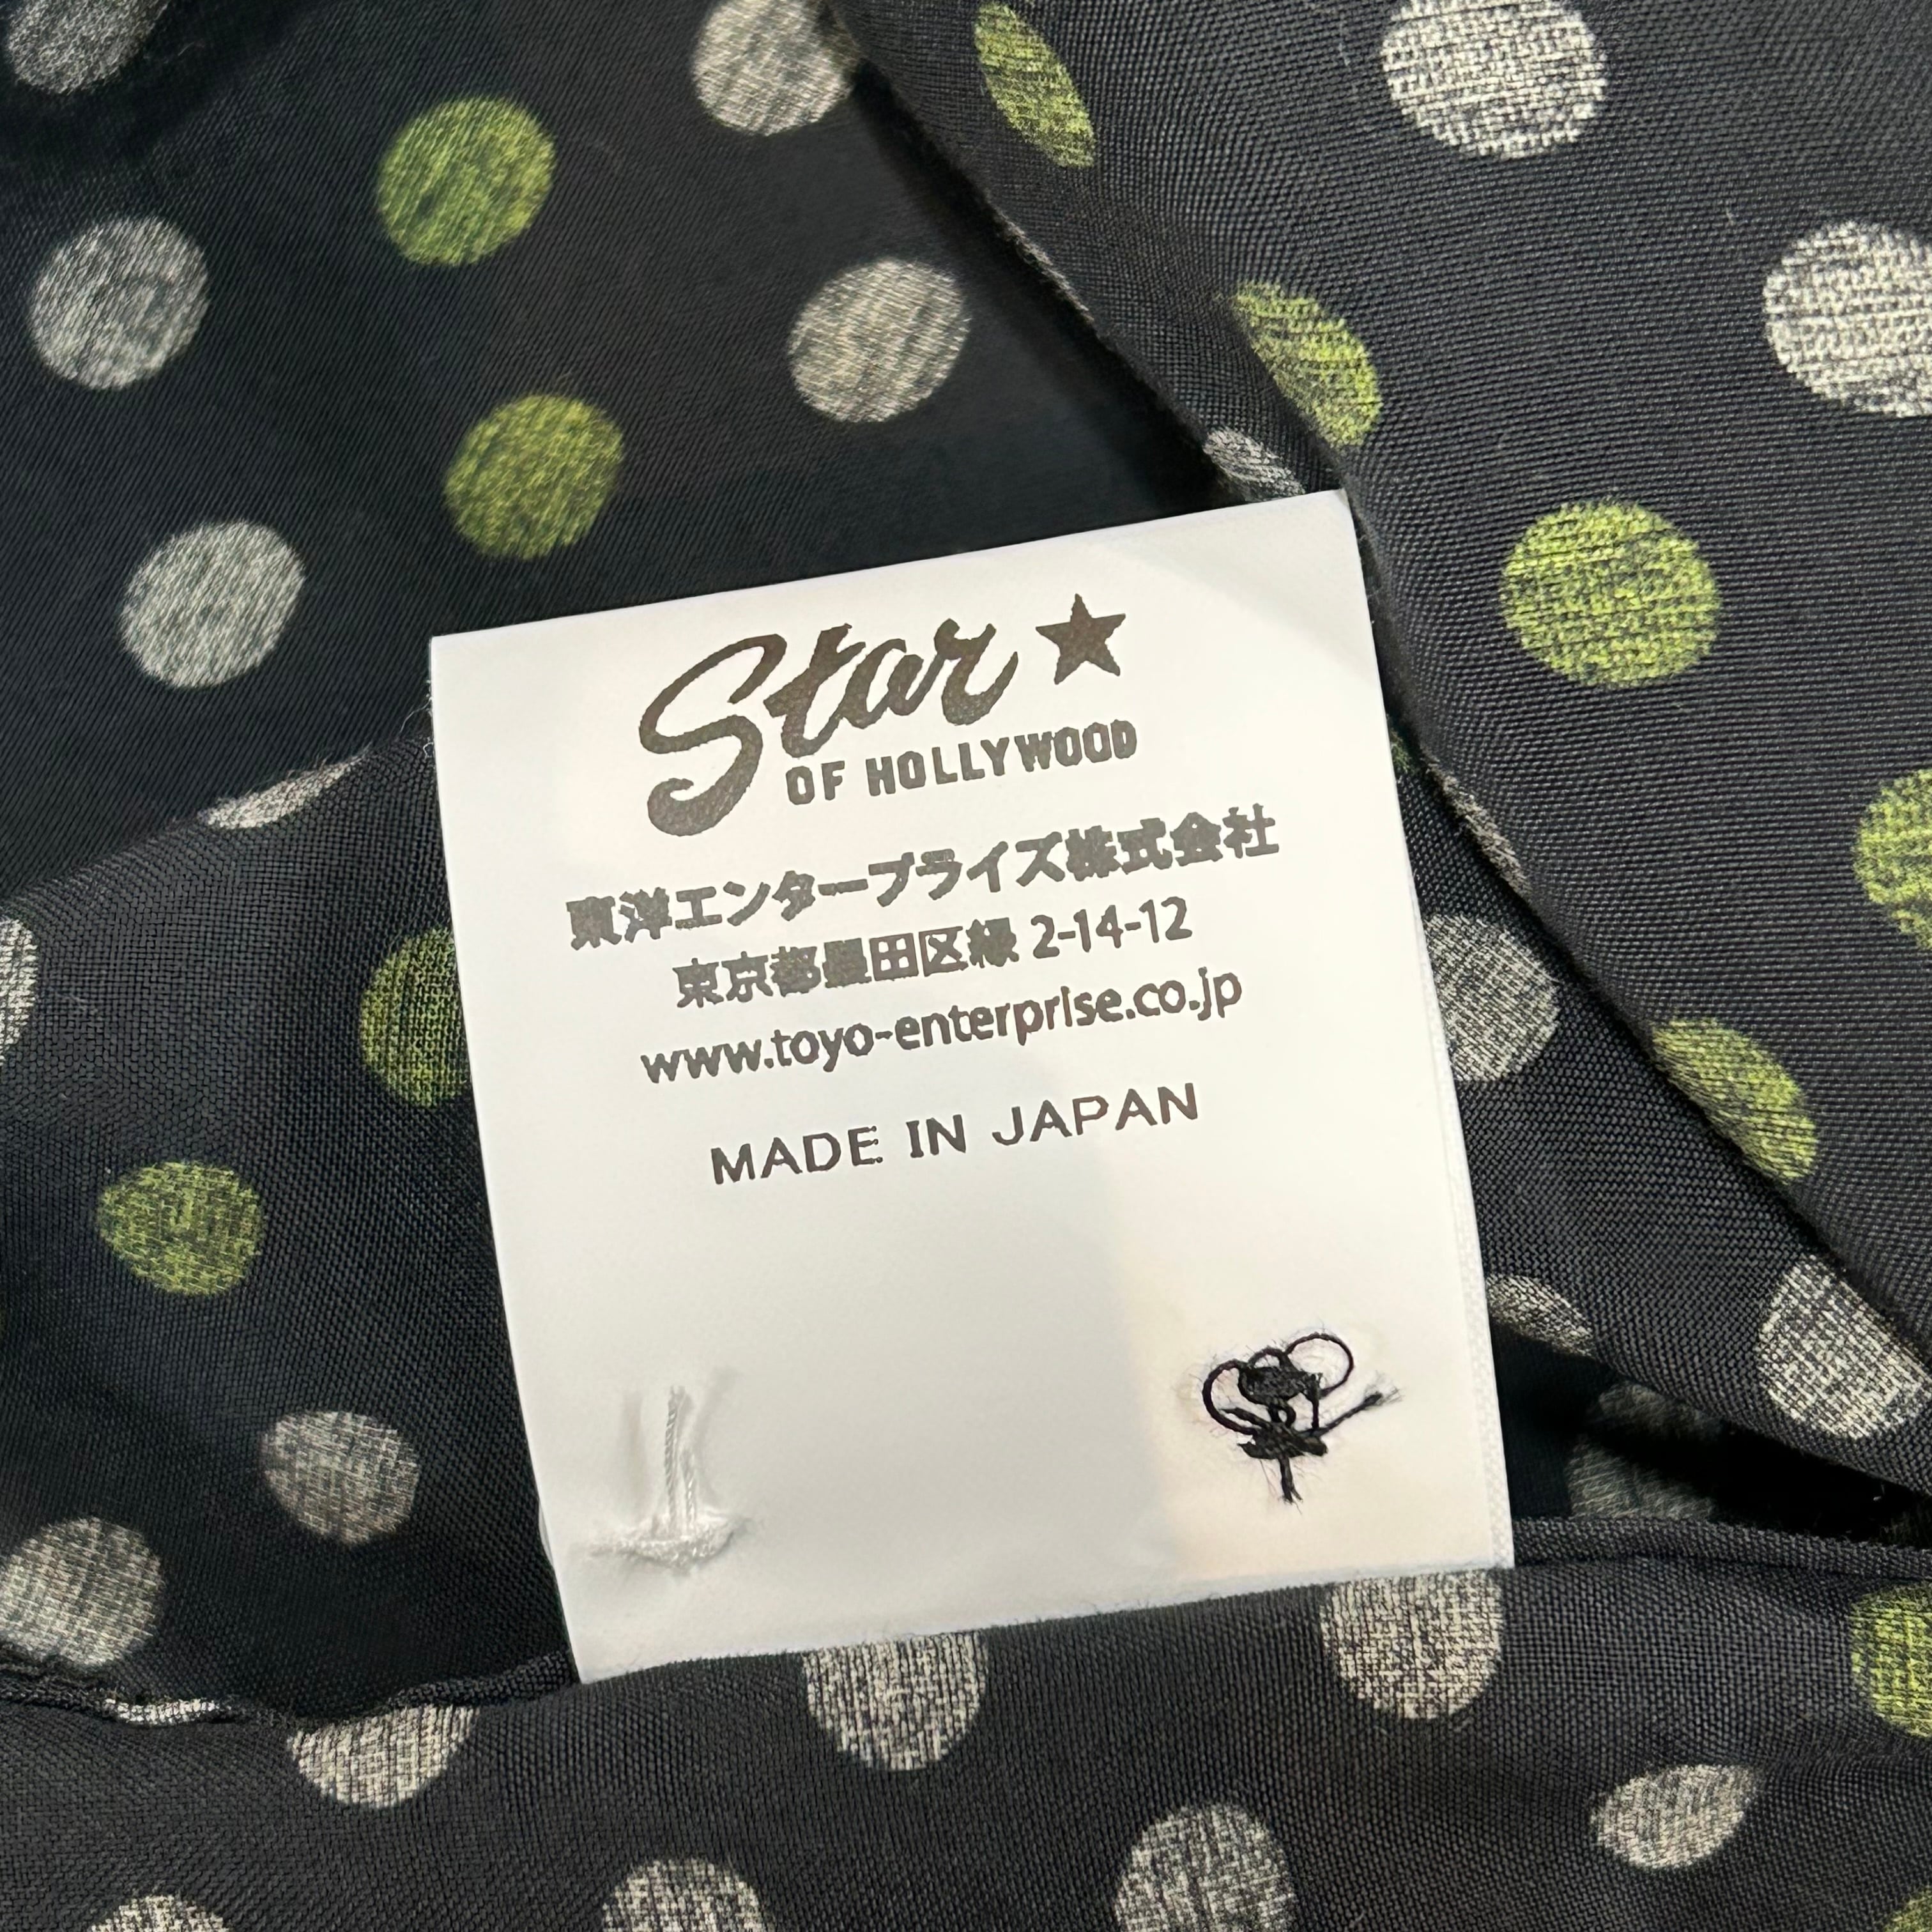 Star
OF HOLLYWOOD
東洋エンタープライズ株式会社
東京都墨田区緑 2-14-12
www.toyo-enterprise.co.jp
MADE IN JAPAN